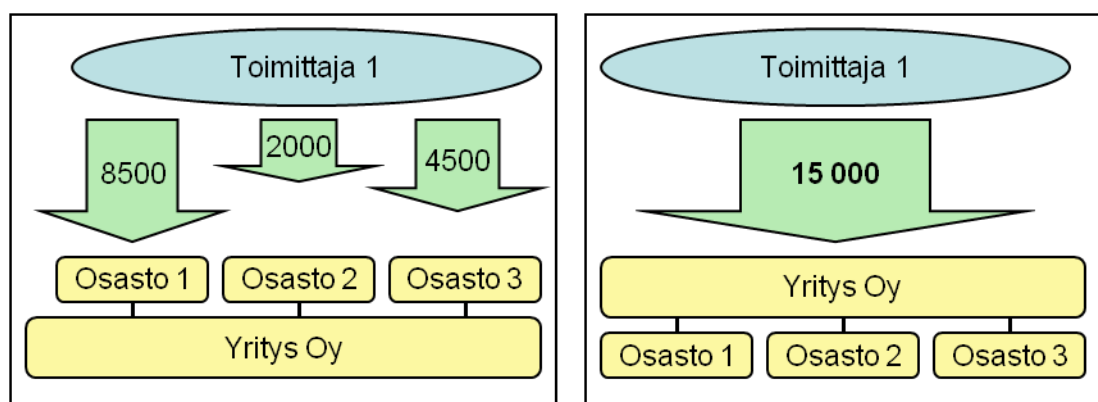 Toimittaja 1
8500
2000
4500
Osasto 1
Osasto 2
Osasto 3
Yritys Oy
Toimittaja 1
15 000
Yritys Oy
Osasto 1
Osasto 2
Osasto 3